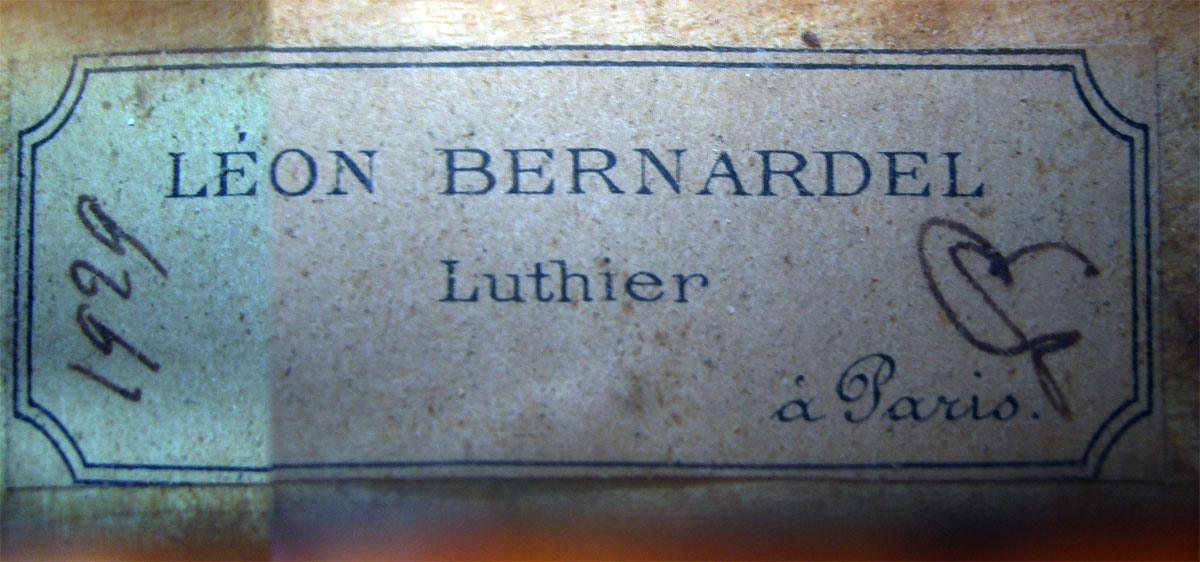 LÉON BERNARDEL
Luthier
à Paris.
1929